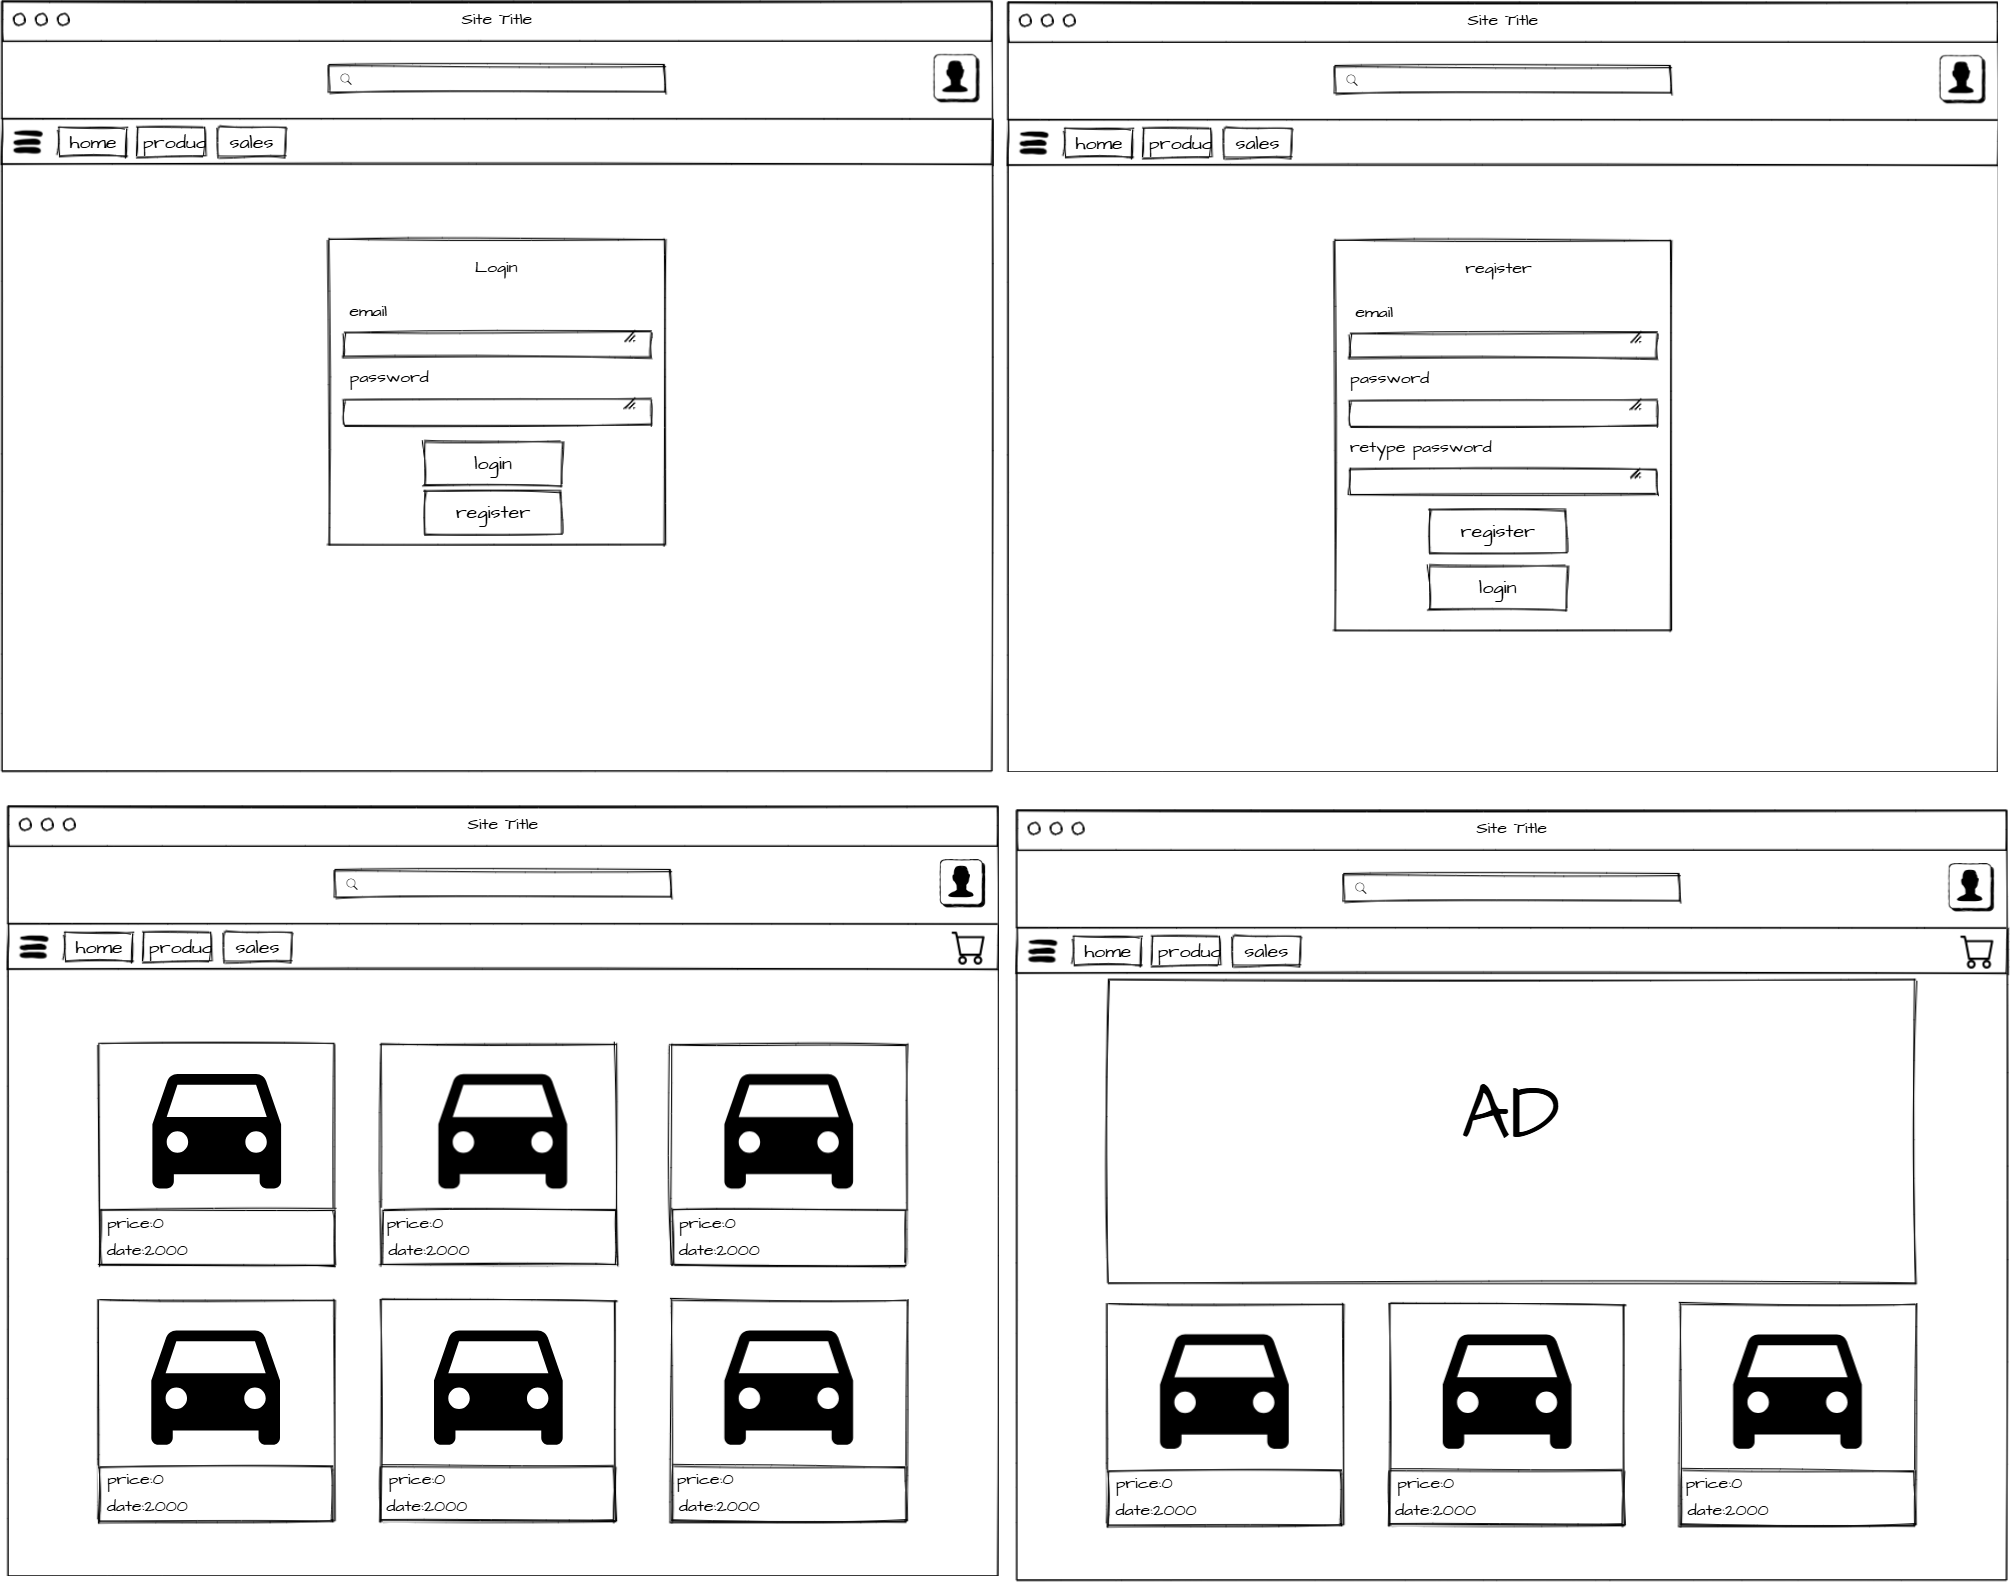 Site Title
home produc sales
Login
email
password
login
register
Site Title
home produc sales
register
email
password
retype password
register
login
Site Title
home produc sales
price:0 price:0 price:0
date:2000 date:2000 date:2000
price:0 price:0 price:0
date:2000 date:2000 date:2000
Site Title
home produc sales
AD
price:0 price:0 price:0
date:2000 date:2000 date:2000